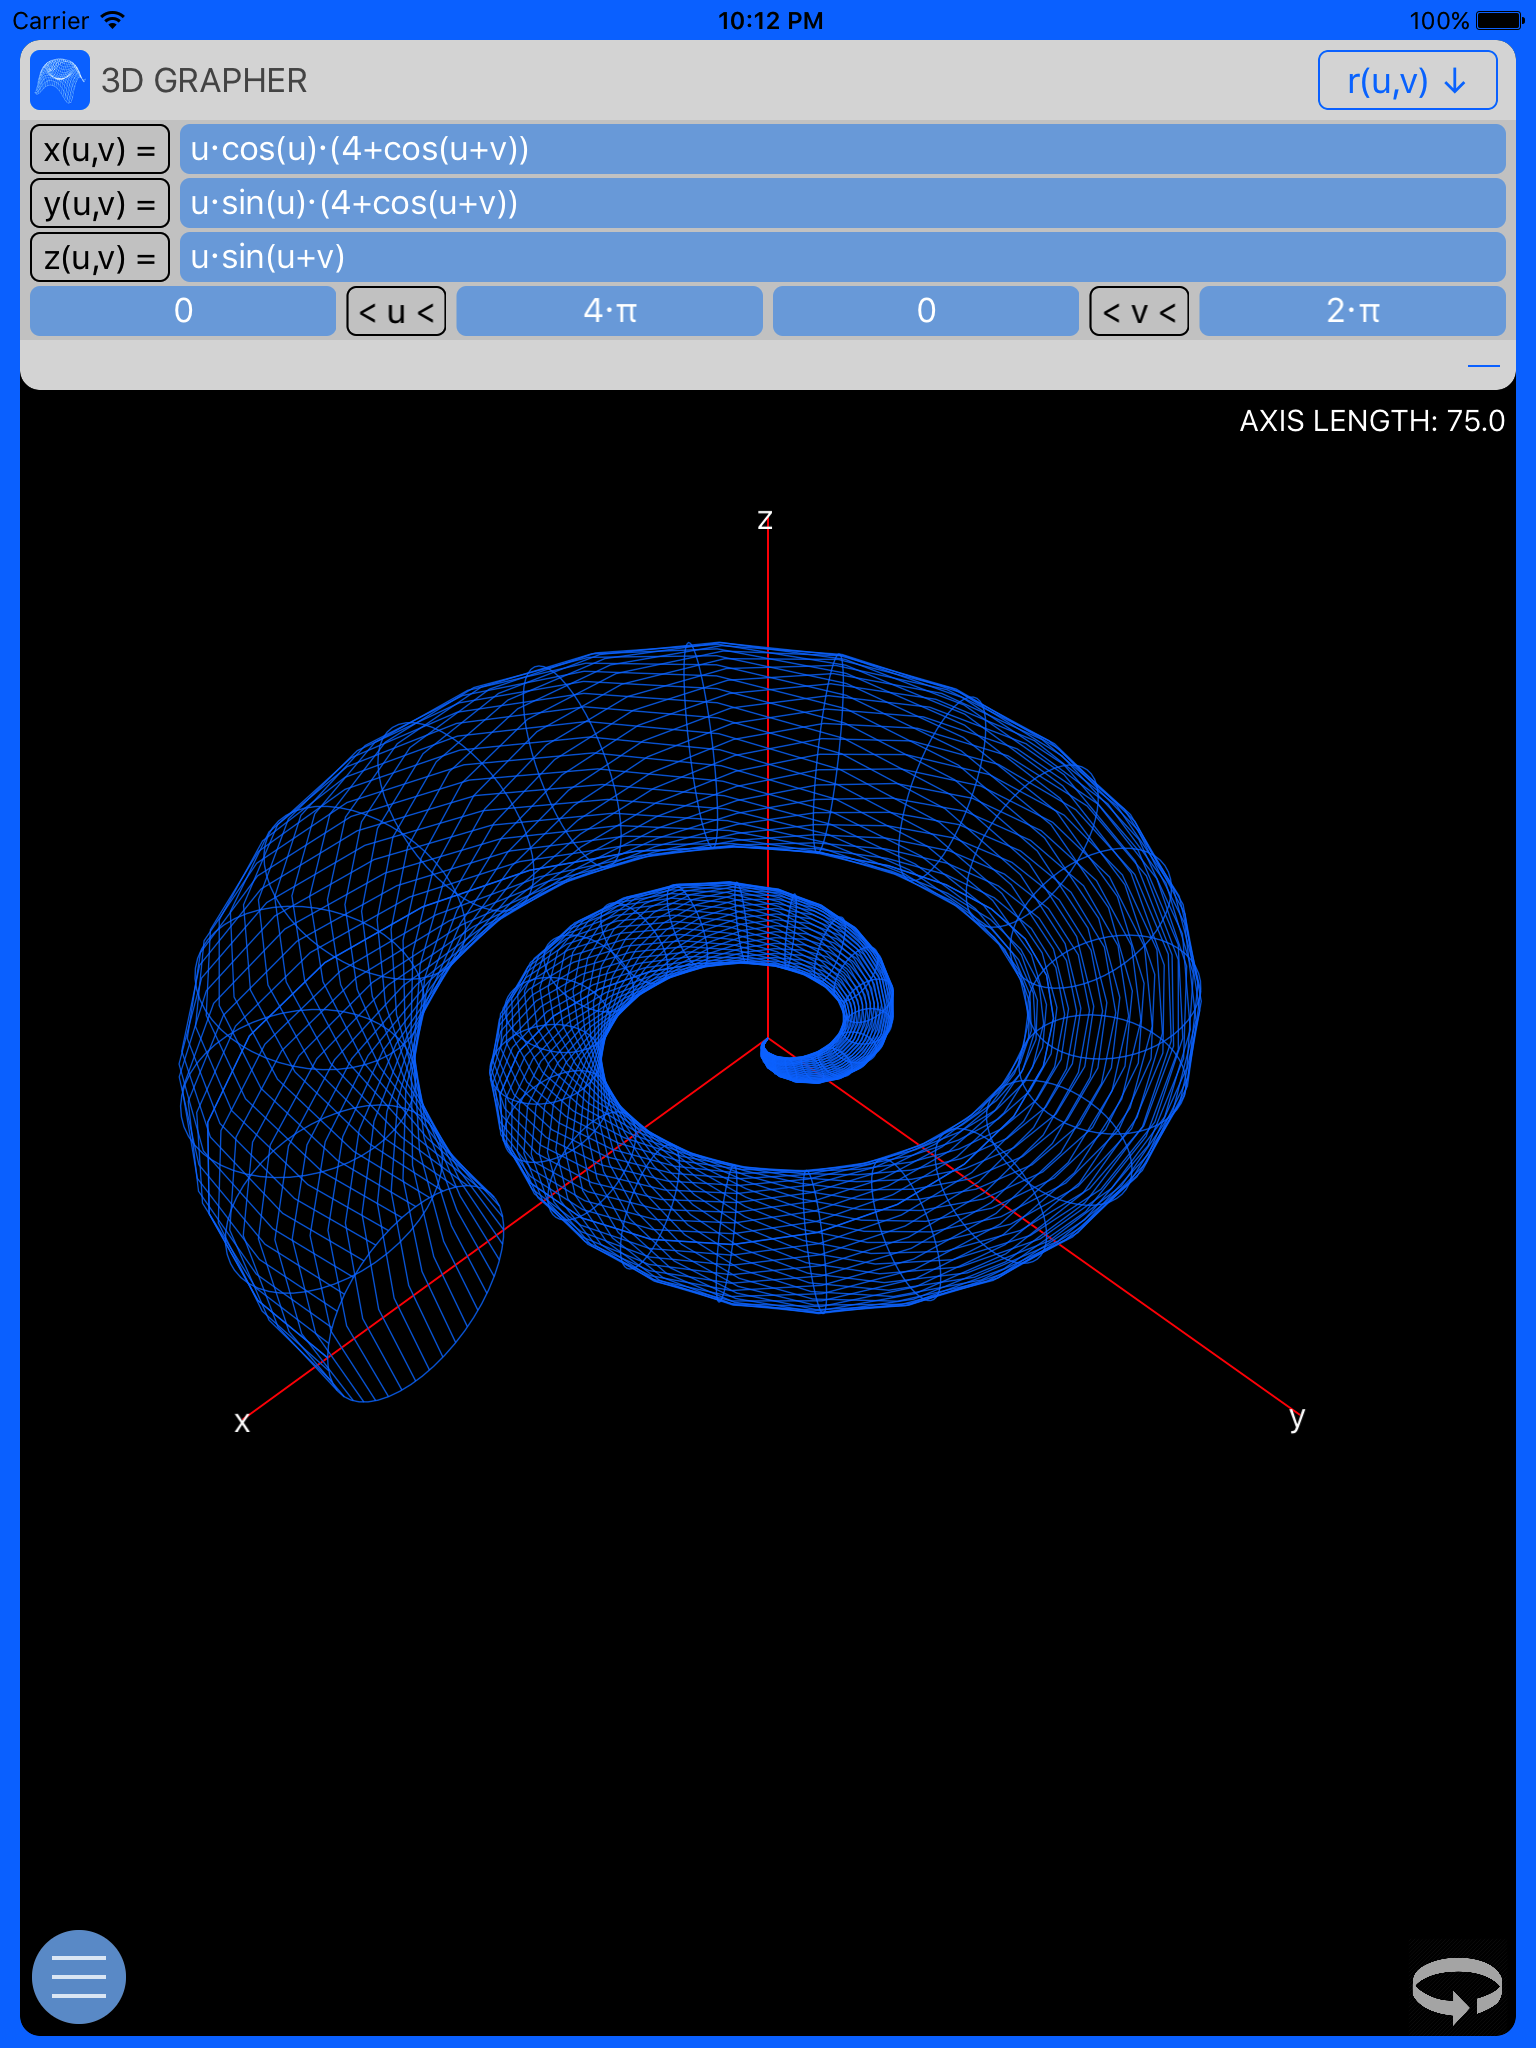 Carrier 10:12 PM 100%
3D GRAPHER r(u,v) ↓
x(u,v) = u·cos(u)·(4+cos(u+v))
y(u,v) = u·sin(u)·(4+cos(u+v))
z(u,v) = u·sin(u+v)
0 < u < 4·π 0 < v < 2·π
AXIS LENGTH: 75.0
z
x
y